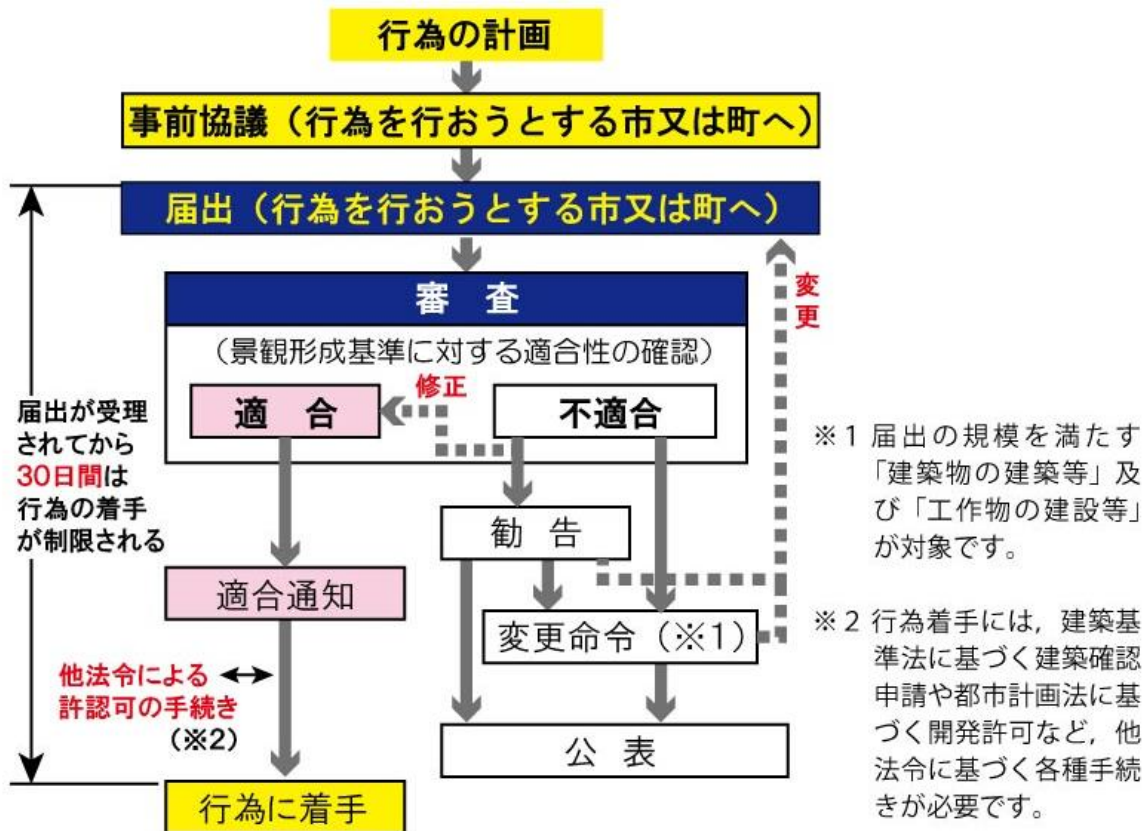 行為の計画
事前協議（行為を行おうとする市又は町へ）
届出（行為を行おうとする市又は町へ）
審　査
（景観形成基準に対する適合性の確認）
適　合
修正
不適合
変
更
届出が受理
されてから
30日間は
行為の着手
が制限される
勧　告
適合通知
変更命令（※1）
他法令による
許認可の手続き
（※2）
公　表
行為に着手
※1 届出の規模を満たす
「建築物の建築等」及
び「工作物の建設等」
が対象です。
※2 行為着手には，建築基
準法に基づく建築確認
申請や都市計画法に基
づく開発許可など，他
法令に基づく各種手続
きが必要です。